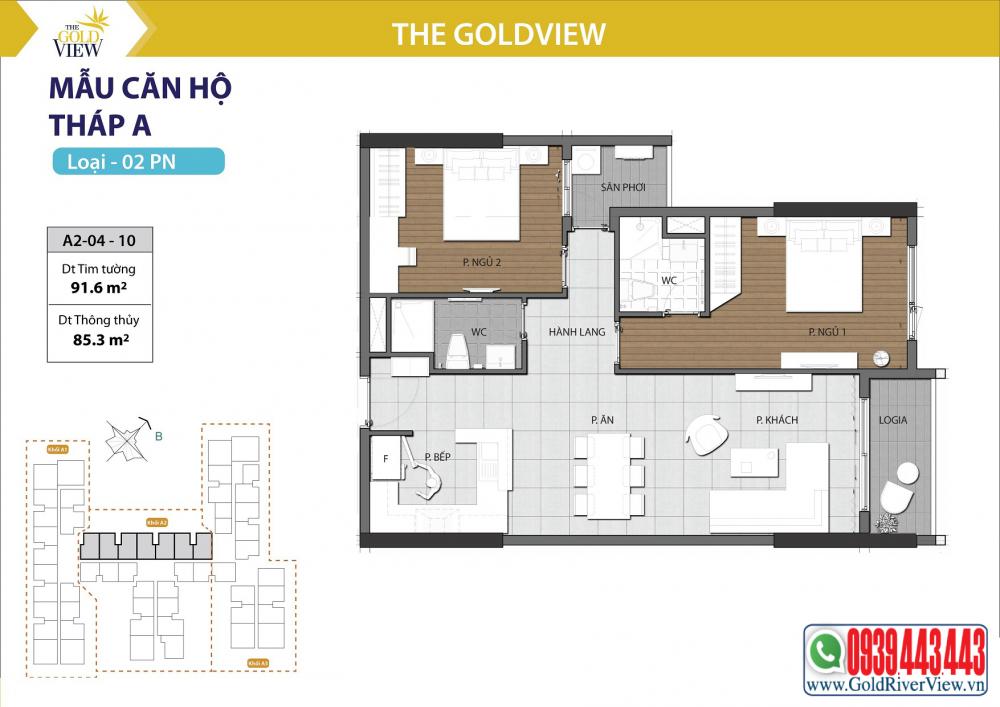 THE GOLDVIEW
THE
GOLD
VIEW
MẪU CĂN HỘ
THÁP A
Loại - 02 PN
A2-04 - 10
Dt Tim tường
91.6 m²
Dt Thông thủy
85.3 m²
SÂN PHƠI
P. NGỦ 2
WC
WC
HÀNH LANG
P. NGỦ 1
P. ĂN
P. KHÁCH
LOGIA
F
P. BẾP
B
Khối A1
Khối A2
Khối A3
0939443443
www.GoldRiverView.vn